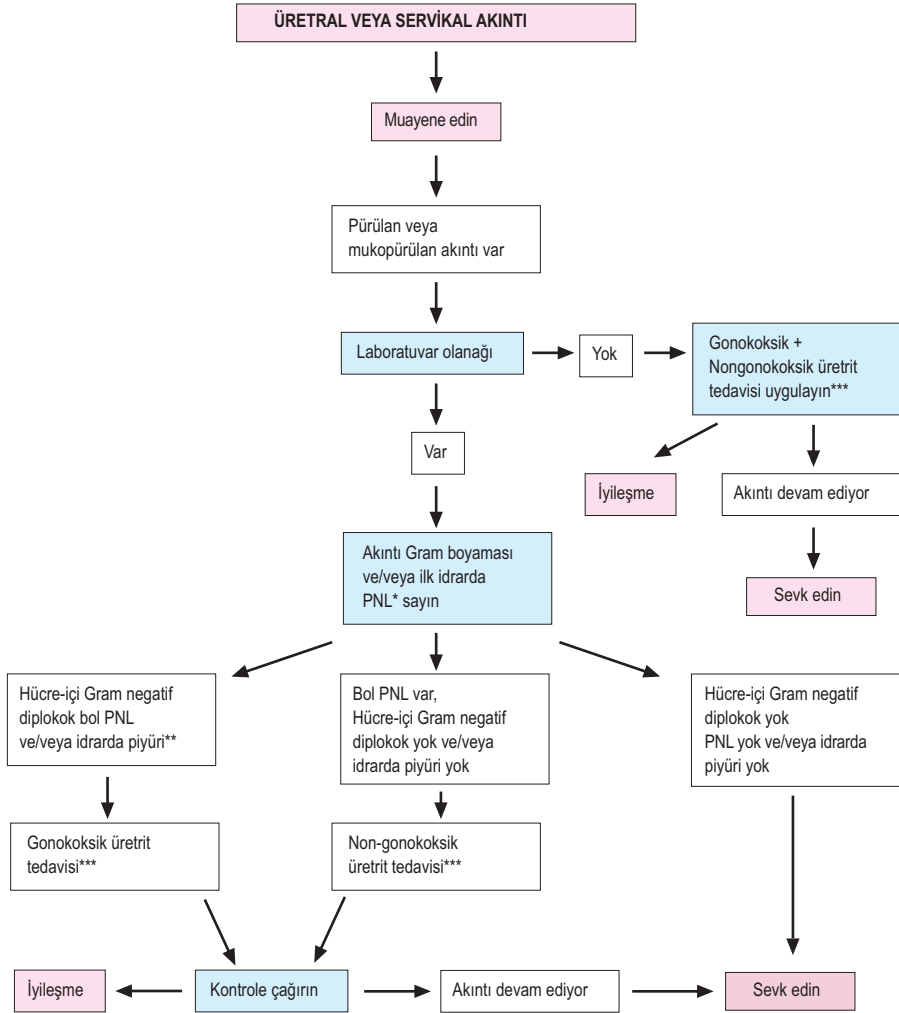 ÜRETRAL VEYA SERVİKAL AKINTI
Muayene edin
Pürülan veya
mukopürülan akıntı var
Laboratuvar olanağı
Yok
Gonokoksik +
Nongonokoksik üretrit
tedavisi uygulayın***
Var
İyileşme
Akıntı devam ediyor
Sevk edin
Akıntı Gram boyaması
ve/veya ilk idrarda
PNL* sayın
Hücre-içi Gram negatif
diplokok bol PNL
ve/veya idrarda piyüri**
Bol PNL var,
Hücre-içi Gram negatif
diplokok yok ve/veya
idrarda piyüri yok
Hücre-içi Gram negatif
diplokok yok
PNL yok ve/veya idrarda
piyüri yok
Gonokoksik üretrit
tedavisi***
Non-gonokoksik
üretrit tedavisi***
İyileşme
Kontrole çağırın
Akıntı devam ediyor
Sevk edin